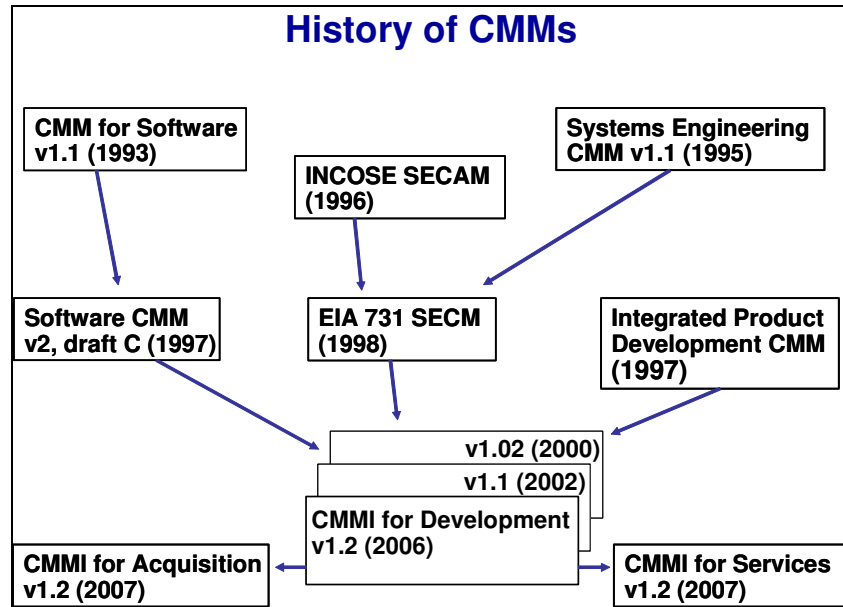 History of CMMs
CMM for Software
v1.1 (1993)
Systems Engineering
CMM v1.1 (1995)
INCOSE SECAM
(1996)
Software CMM
v2, draft C (1997)
EIA 731 SECM
(1998)
Integrated Product
Development CMM
(1997)
v1.02 (2000)
v1.1 (2002)
CMMI for Development
v1.2 (2006)
CMMI for Acquisition
v1.2 (2007)
CMMI for Services
v1.2 (2007)